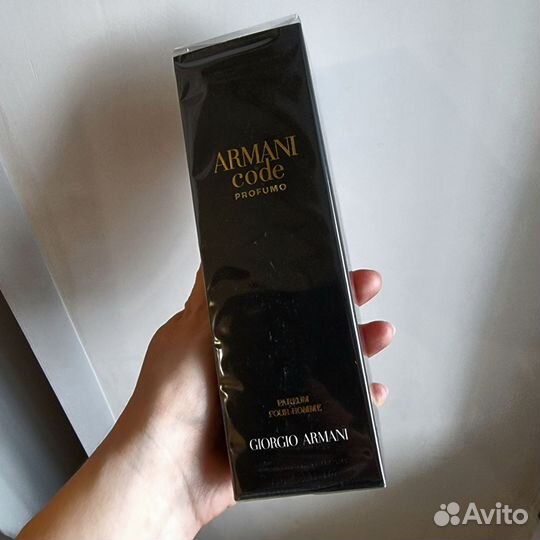 ARMANI
code
PROFUMO
PARFUM
POUR HOMME
GIORGIO ARMANI
Avito